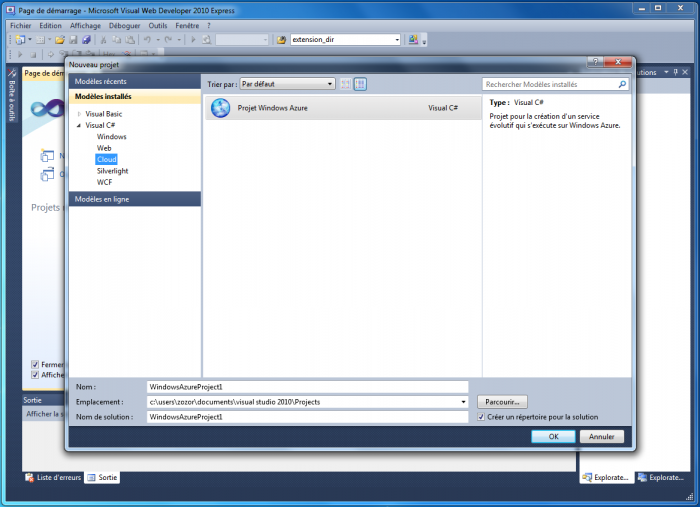 Page de démarrage - Microsoft Visual Web Developer 2010 Express
Fichier Edition Affichage Déboguer Outils Fenêtre ?
extension_dir
Boîte à outils
Page de dém
Nouveau projet
Modèles récents
Modèles installés
Visual Basic
Visual C#
Windows
Web
Cloud
Silverlight
WCF
Modèles en ligne
Trier par : Par défaut
Projet Windows Azure Visual C#
Rechercher Modèles installés
Type : Visual C#
Projet pour la création d'un service
évolutif qui s'exécute sur Windows Azure.
utions
N
Projets
Fermer
Affiche
Nom : WindowsAzureProject1
Emplacement : c:\users\zozor\documents\visual studio 2010\Projects Parcourir...
Nom de solution : WindowsAzureProject1 Créer un répertoire pour la solution
OK Annuler
Sortie
Afficher la s
Liste d'erreurs Sortie
Explorate... Explorate...